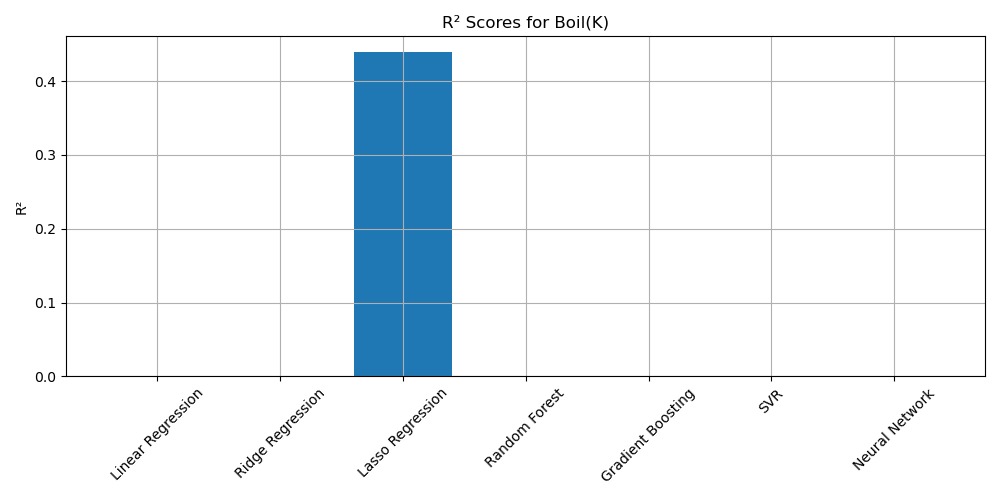 R² Scores for Boil(K)
R²
0.4
0.3
0.2
0.1
0.0
Linear Regression
Ridge Regression
Lasso Regression
Random Forest
Gradient Boosting
SVR
Neural Network